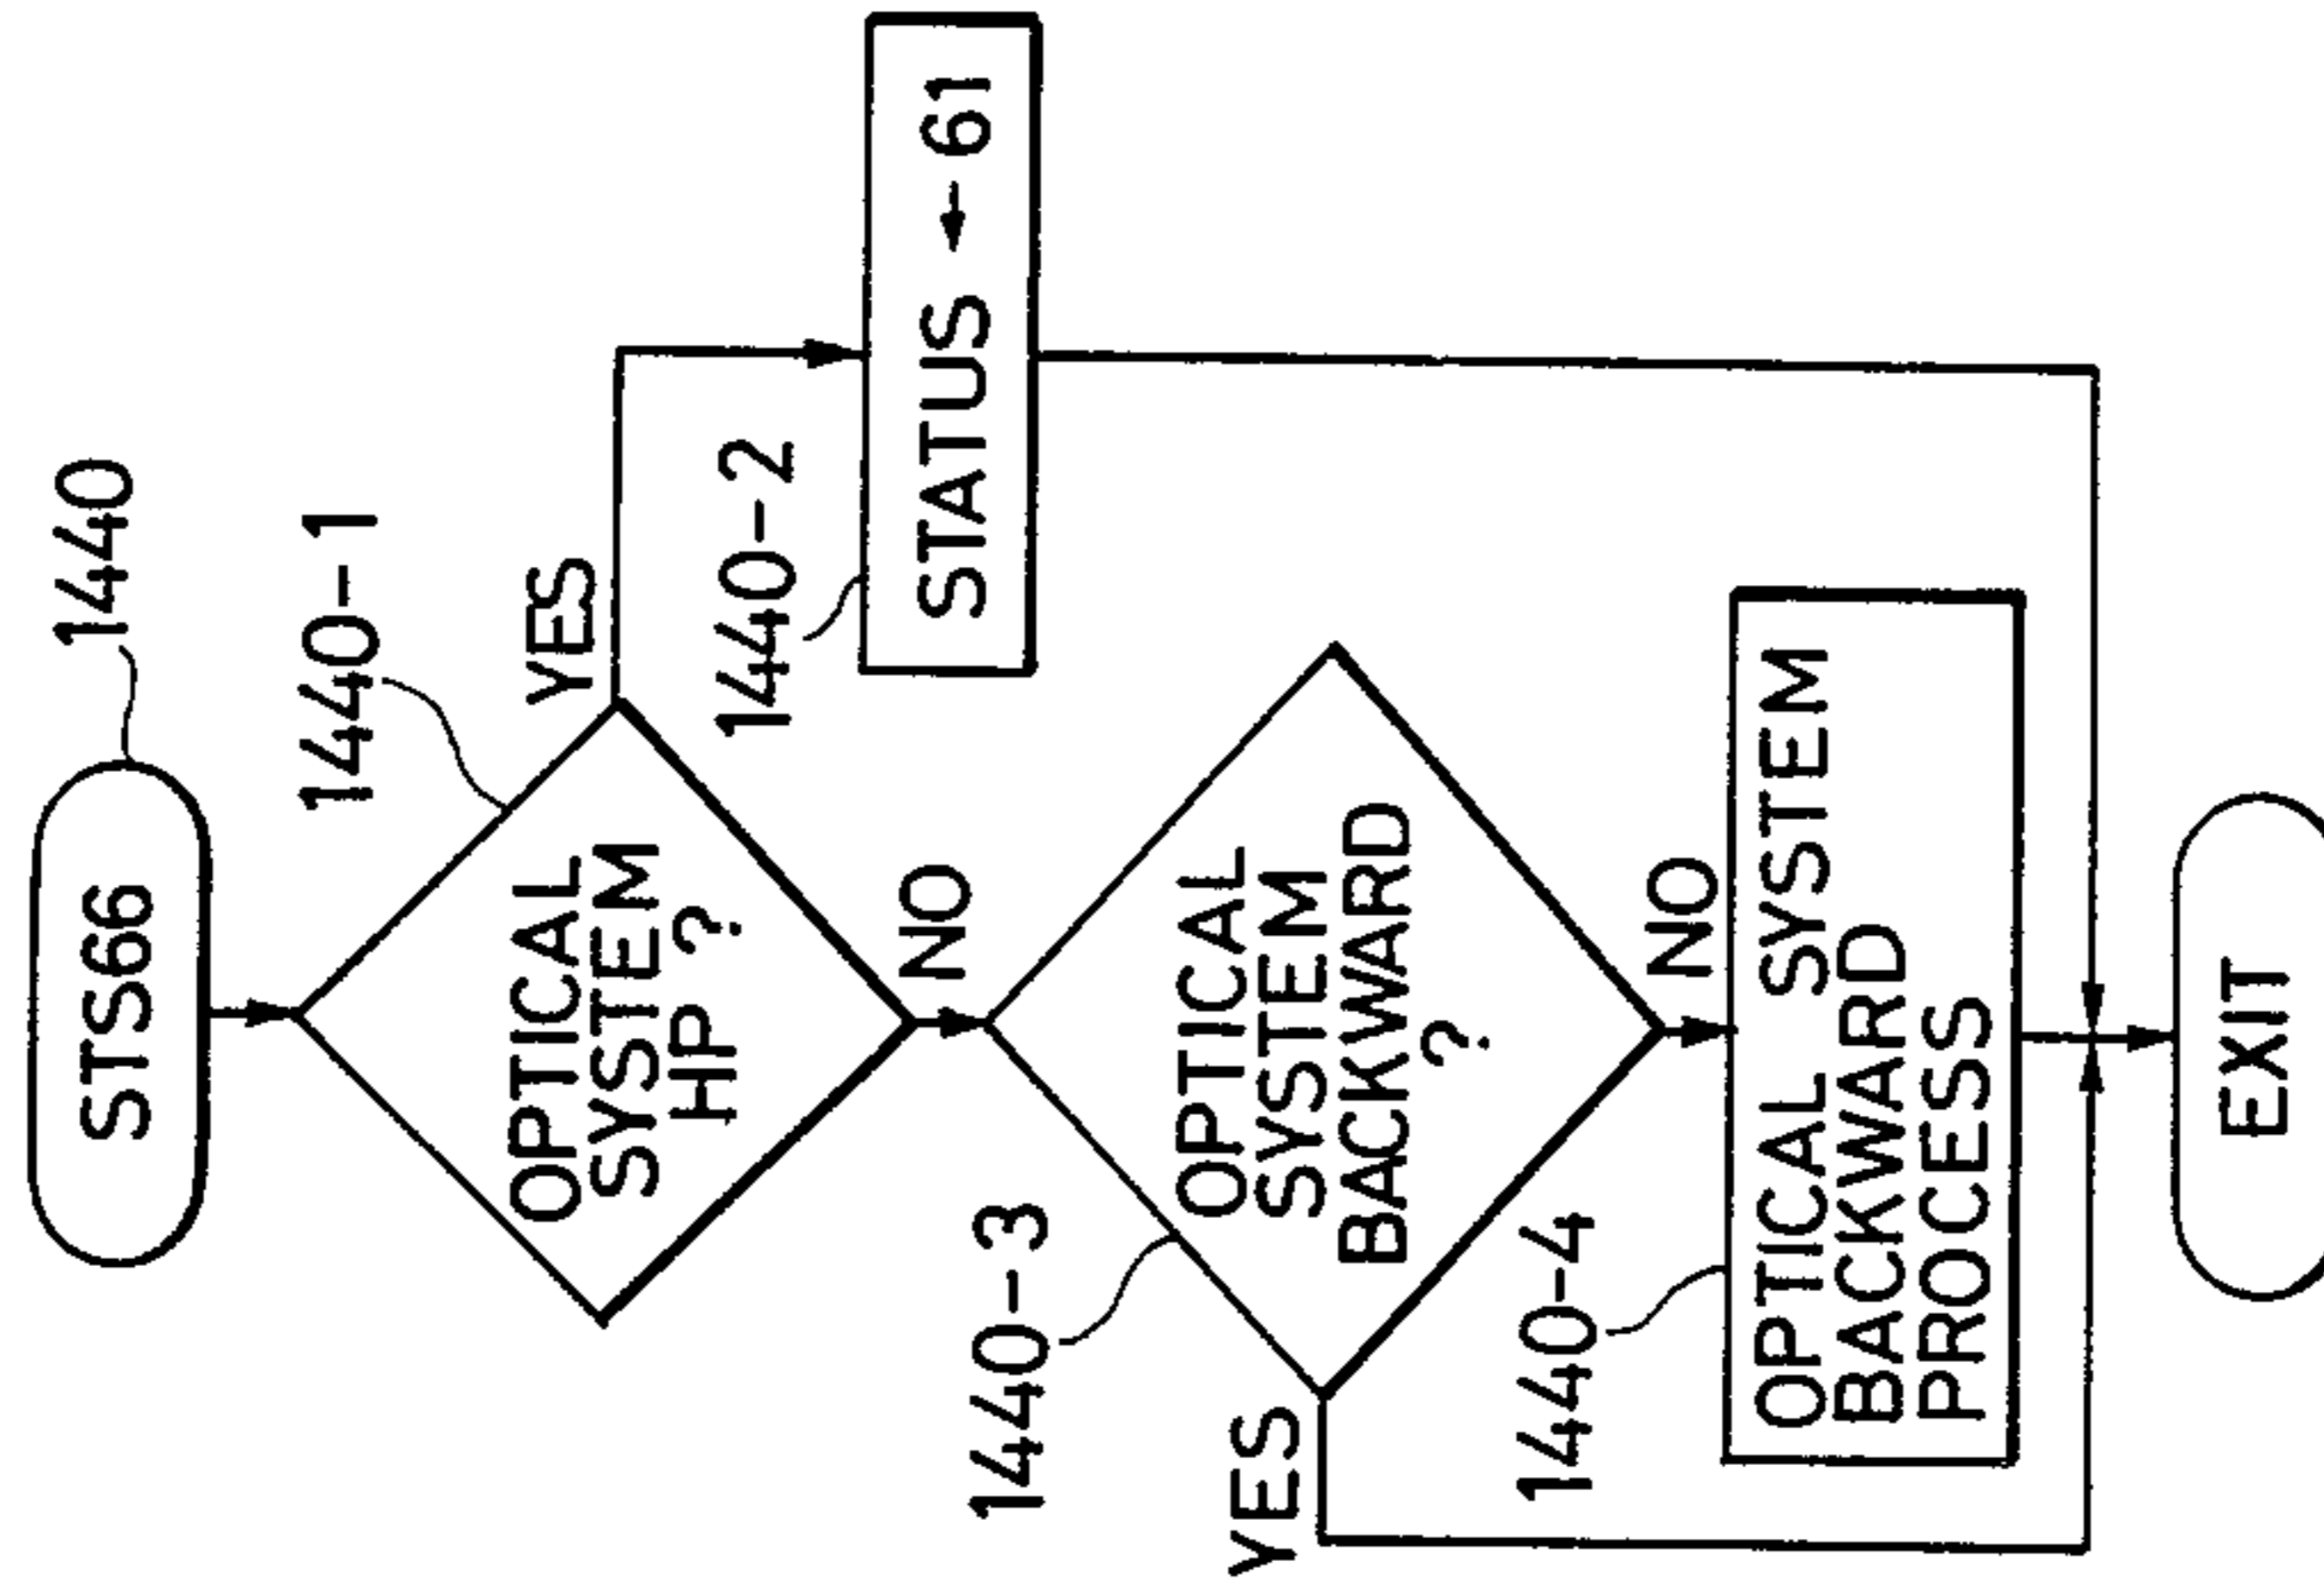 STS66
1440
1440-1
OPTICAL
SYSTEM
HP ?
YES
1440-2
STATUS ← 61
NO
1440-3
OPTICAL
SYSTEM
BACKWARD
?
YES
NO
1440-4
OPTICAL SYSTEM
BACKWARD
PROCESS
EXIT